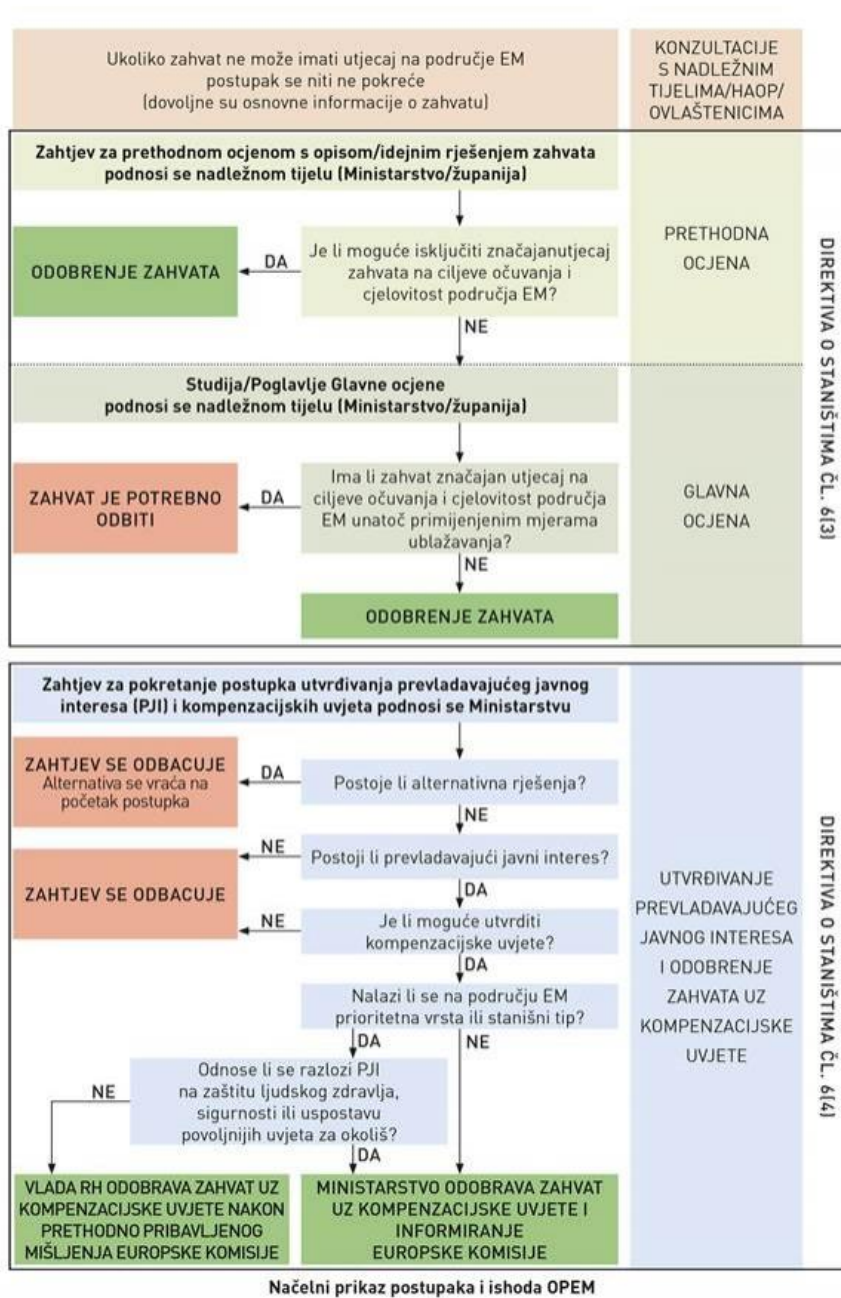 Ukoliko zahvat ne može imati utjecaj na područje EM
postupak se niti ne pokreće
(dovoljne su osnovne informacije o zahvatu)
KONZULTACIJE
S NADLEŽNIM
TIJELIMA/HAOP/
OVLAŠTENICIMA
Zahtjev za prethodnom ocjenom s opisom/idejnim rješenjem zahvata
podnosi se nadležnom tijelu (Ministarstvo/županija)
ODOBRENJE ZAHVATA
DA
Je li moguće isključiti značajanutjecaj
zahvata na ciljeve očuvanja i
cjelovitost područja EM?
NE
PRETHODNA
OCJENA
Studija/Poglavlje Glavne ocjene
podnosi se nadležnom tijelu (Ministarstvo/županija)
ZAHVAT JE POTREBNO
ODBITI
DA
Ima li zahvat značajan utjecaj na
ciljeve očuvanja i cjelovitost područja
EM unatoč primijenjenim mjerama
ublažavanja?
NE
ODOBRENJE ZAHVATA
GLAVNA
OCJENA
DIREKTIVA O STANIŠTIMA ČL. 6(3)
Zahtjev za pokretanje postupka utvrđivanja prevladavajućeg javnog
interesa (PJI) i kompenzacijskih uvjeta podnosi se Ministarstvu
ZAHTJEV SE ODBACUJE
Alternativa se vraća na
početak postupka
DA
Postoje li alternativna rješenja?
NE
ZAHTJEV SE ODBACUJE
NE
Postoji li prevladavajući javni interes?
DA
NE
Je li moguće utvrditi
kompenzacijske uvjete?
DA
Nalazi li se na području EM
prioritetna vrsta ili stanišni tip?
DA
NE
NE
Odnose li se razlozi PJI
na zaštitu ljudskog zdravlja,
sigurnosti ili uspostavu
povoljnijih uvjeta za okoliš?
DA
VLADA RH ODOBRAVA ZAHVAT UZ
KOMPENZACIJSKE UVJETE NAKON
PRETHODNO PRIBAVLJENOG
MIŠLJENJA EUROPSKE KOMISIJE
MINISTARSTVO ODOBRAVA ZAHVAT
UZ KOMPENZACIJSKE UVJETE I
INFORMIRANJE
EUROPSKE KOMISIJE
UTVRĐIVANJE
PREVLADAVAJUĆEG
JAVNOG INTERESA
I ODOBRENJE
ZAHVATA UZ
KOMPENZACIJSKE
UVJETE
DIREKTIVA O STANIŠTIMA ČL. 6(4)
Načelni prikaz postupaka i ishoda OPEM